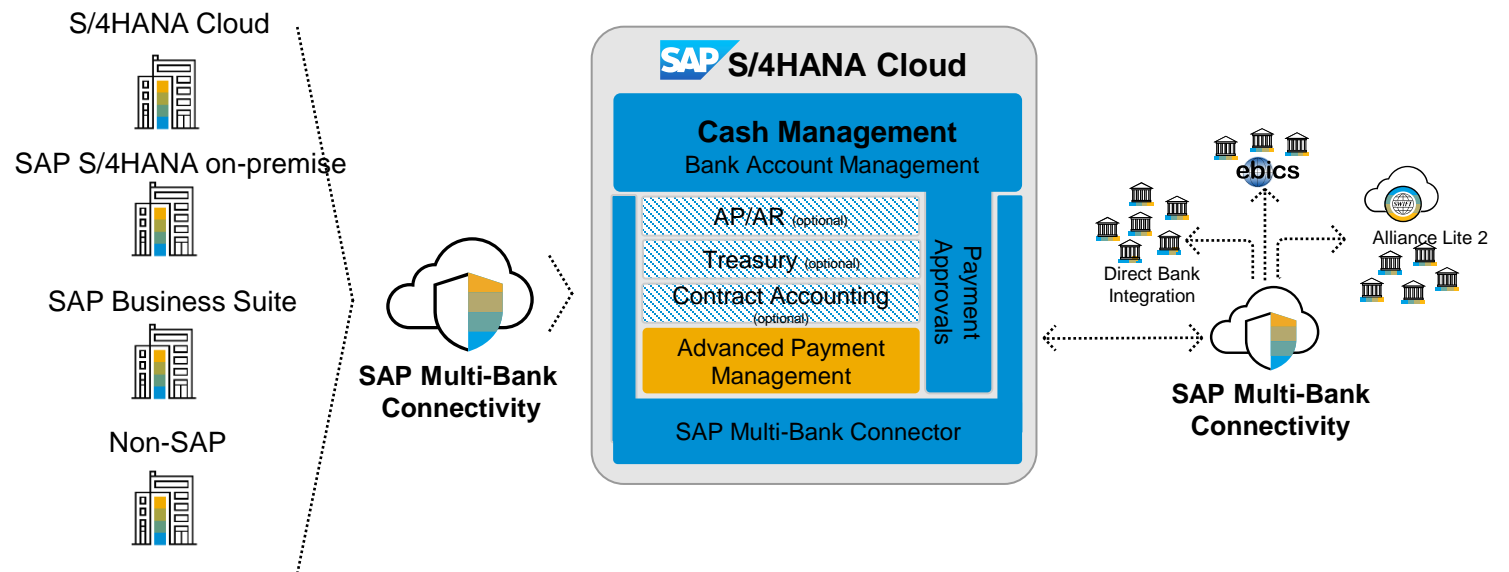 S/4HANA Cloud
SAP S/4HANA on-premise
SAP Business Suite
Non-SAP
SAP Multi-Bank
Connectivity
SAP S/4HANA Cloud
Cash Management
Bank Account Management
AP/AR (optional)
Treasury (optional)
Contract Accounting
(optional)
Advanced Payment
Management
Payment
Approvals
SAP Multi-Bank Connector
ebics
SWIFT
Alliance Lite 2
Direct Bank
Integration
SAP Multi-Bank
Connectivity